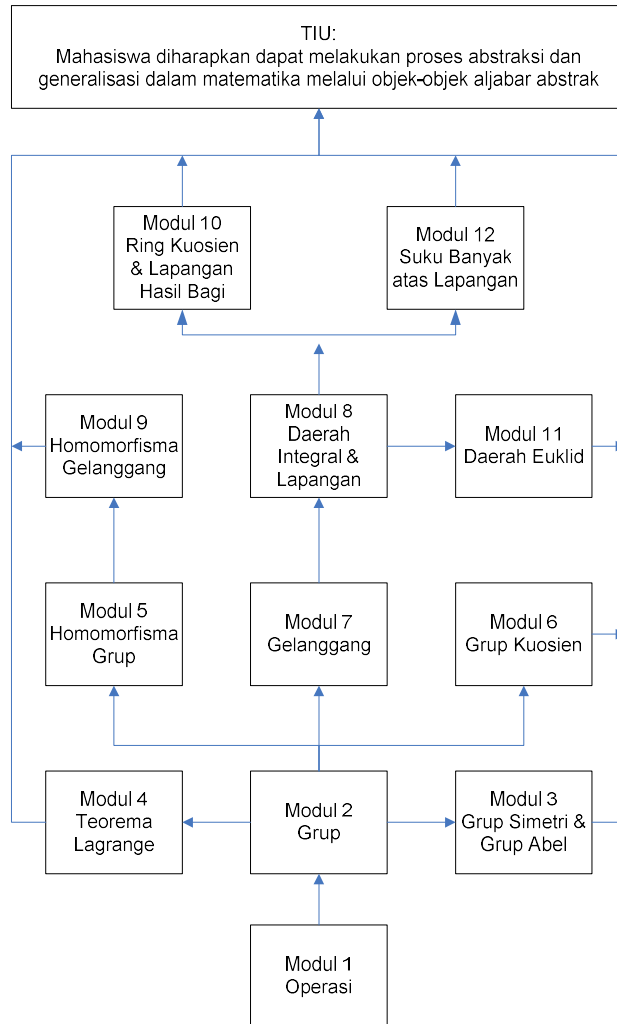 TIU:
Mahasiswa diharapkan dapat melakukan proses abstraksi dan
generalisasi dalam matematika melalui objek-objek aljabar abstrak
Modul 10
Ring Kuosien
& Lapangan
Hasil Bagi
Modul 12
Suku Banyak
atas Lapangan
Modul 9
Homomorfisma
Gelanggang
Modul 8
Daerah
Integral &
Lapangan
Modul 11
Daerah Euklid
Modul 5
Homomorfisma
Grup
Modul 7
Gelanggang
Modul 6
Grup Kuosien
Modul 4
Teorema
Lagrange
Modul 2
Grup
Modul 3
Grup Simetri &
Grup Abel
Modul 1
Operasi